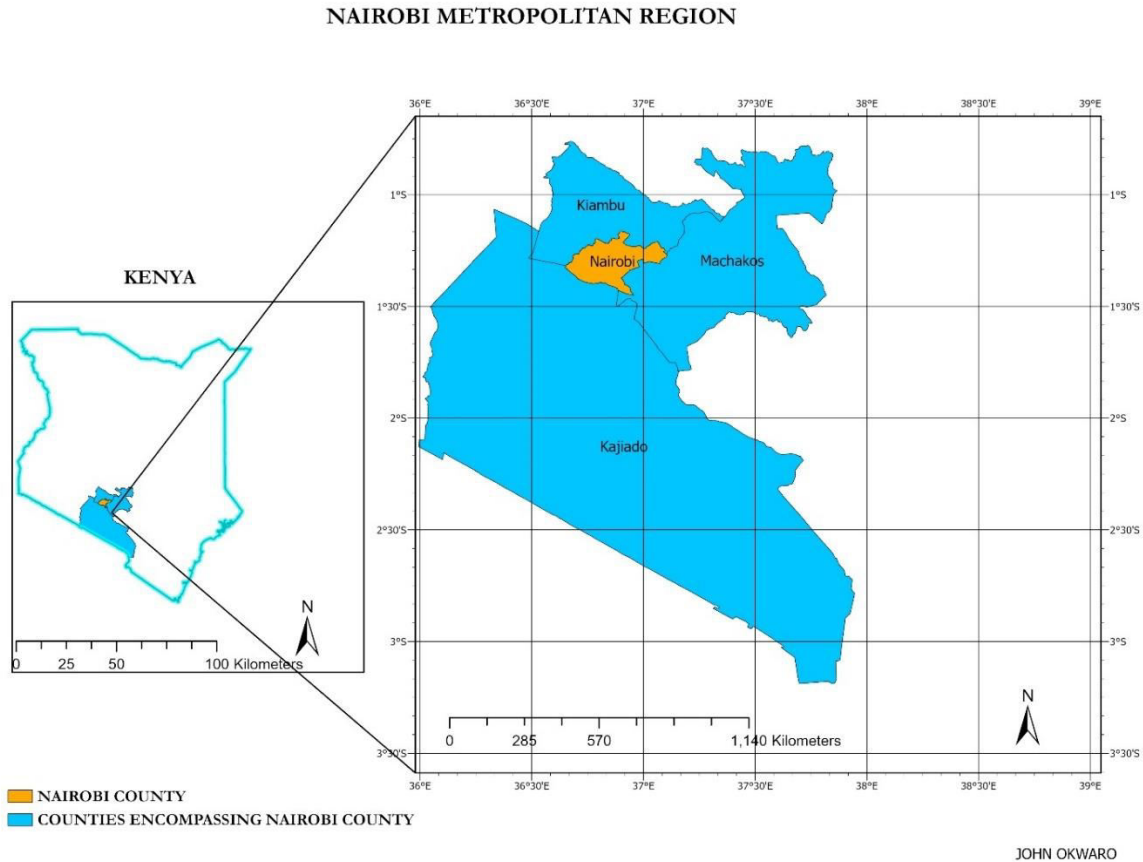 NAIROBI METROPOLITAN REGION
36°E 36°30'E 37°E 37°30'E 38°E 38°30'E 39°E
1°S 1°S
Kiambu
Nairobi
Machakos
KENYA
1°30'S 1°30'S
2°S 2°S
Kajiado
2°30'S 2°30'S
N
3°S 3°S
0 25 50 100 Kilometers
N
0 285 570 1,140 Kilometers
3°30'S 3°30'S
36°E 36°30'E 37°E 37°30'E 38°E 38°30'E 39°E
NAIROBI COUNTY
COUNTIES ENCOMPASSING NAIROBI COUNTY
JOHN OKWARO